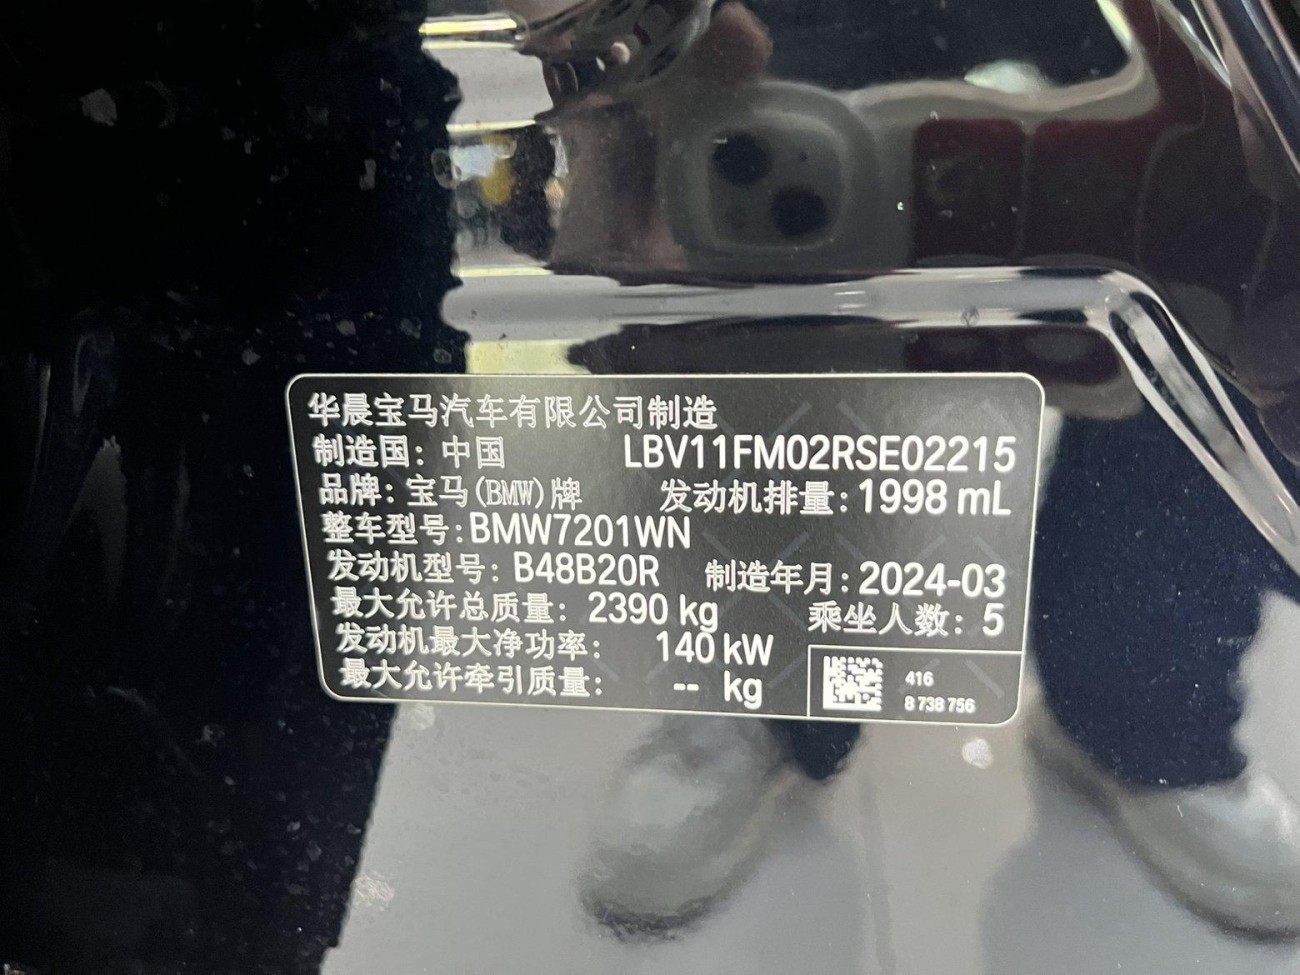 华晨宝马汽车有限公司制造
制造国：中国 LBV11FM02RSE02215
品牌：宝马(BMW)牌 发动机排量：1998 mL
整车型号：BMW7201WN
发动机型号：B48B20R 制造年月：2024-03
最大允许总质量：2390 kg 乘坐人数：5
发动机最大净功率：140 kW
最大允许牵引质量：-- kg
416
8 738 756